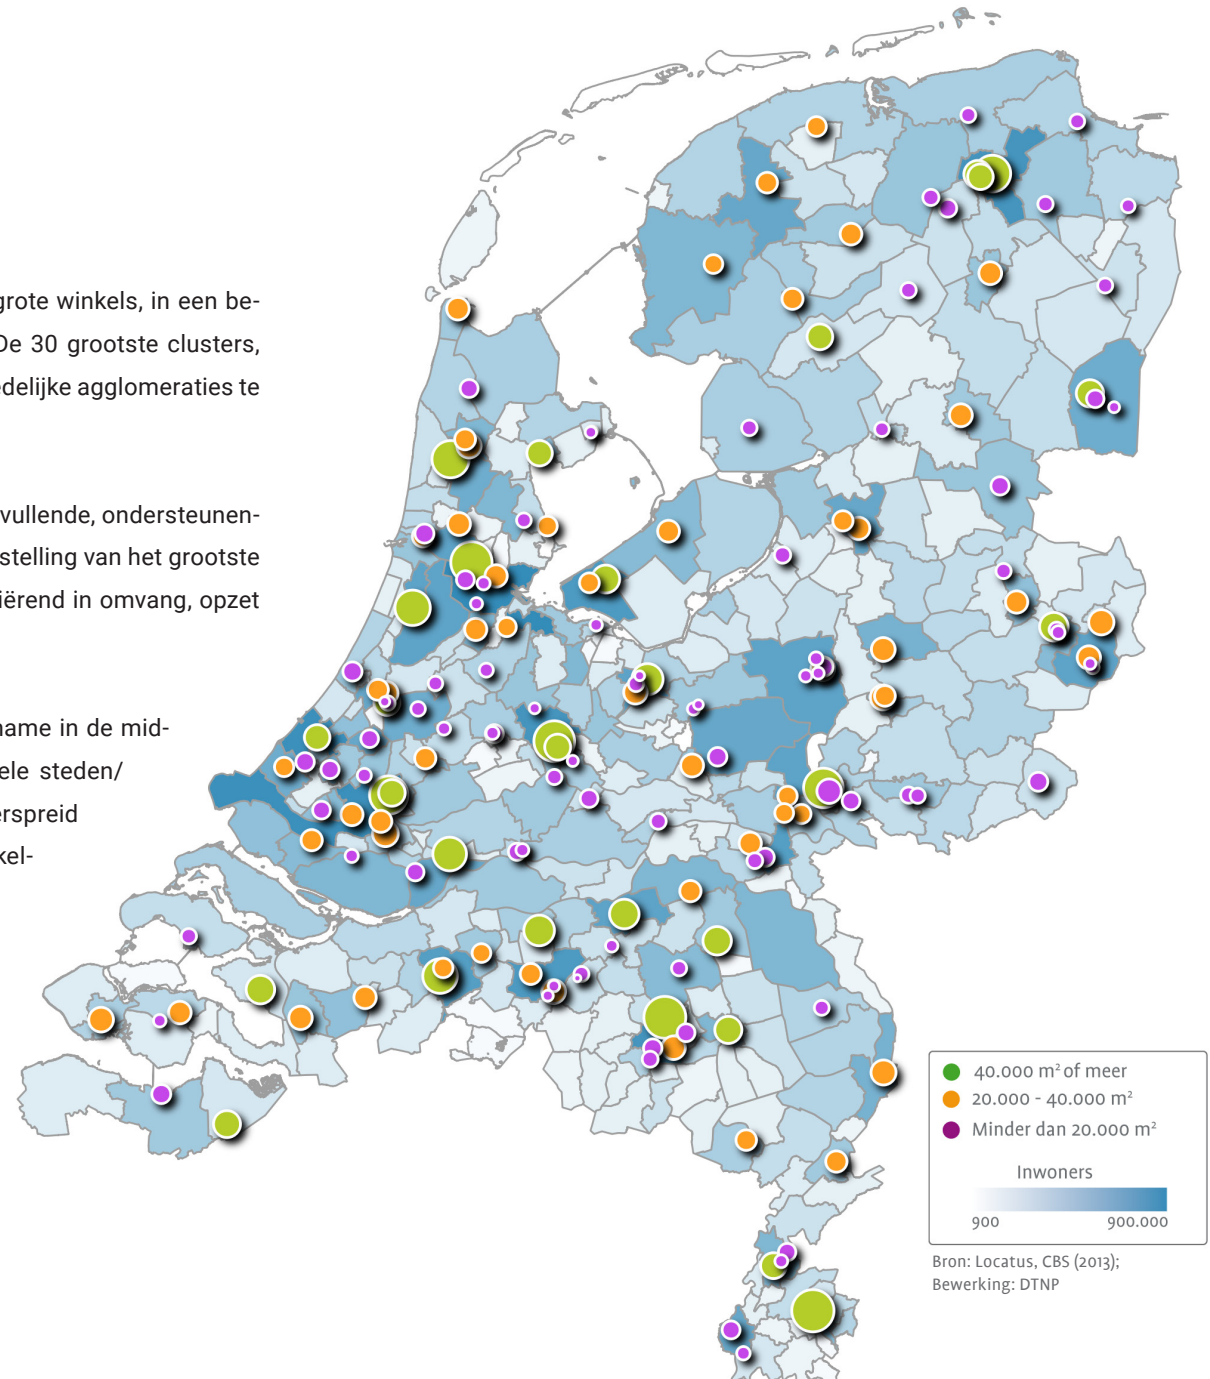 grote winkels, in een be-
De 30 grootste clusters,
edelijke agglomeraties te
vullende, ondersteunen-
stelling van het grootste
iërend in omvang, opzet
name in de mid-
ele steden/
erspreid
kel-
40.000 m² of meer
20.000 - 40.000 m²
Minder dan 20.000 m²
Inwoners
900 900.000
Bron: Locatus, CBS (2013);
Bewerking: DTNP